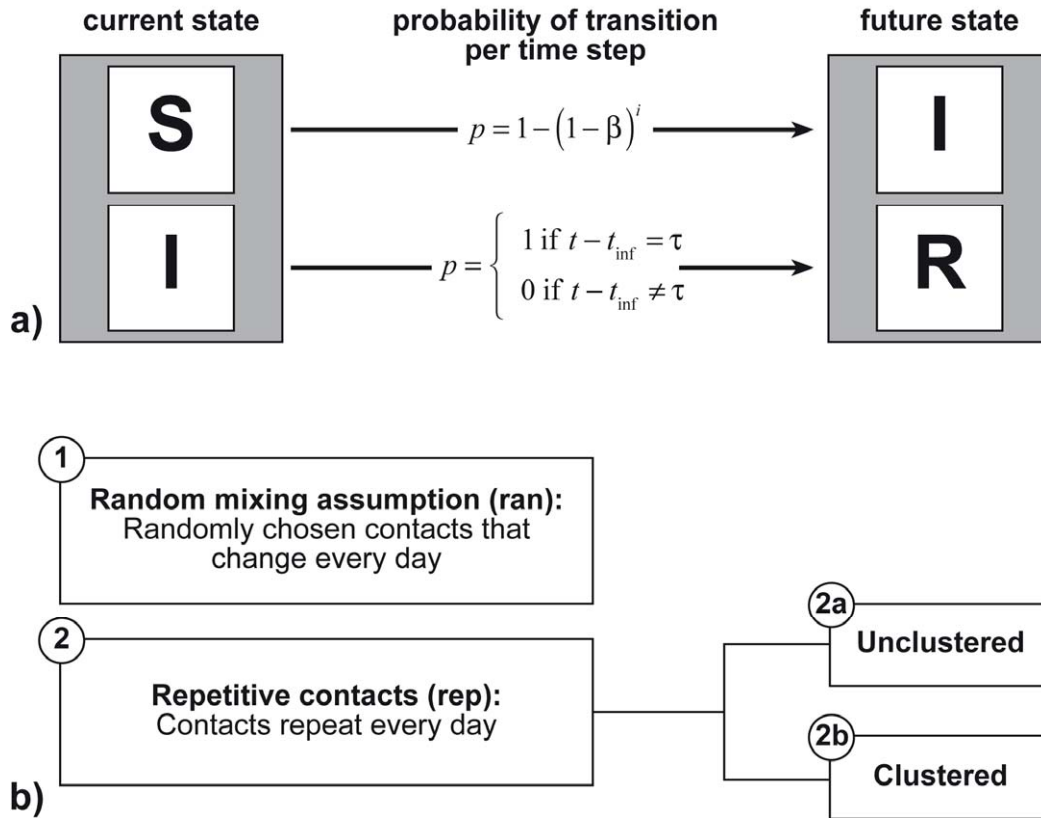 current state
probability of transition
per time step
future state
S
p = 1 − (1 − β)^i
I
I
p = { 1 if t − t_inf = τ
0 if t − t_inf ≠ τ
R
a)
1
Random mixing assumption (ran):
Randomly chosen contacts that
change every day
2
Repetitive contacts (rep):
Contacts repeat every day
2a
Unclustered
2b
Clustered
b)